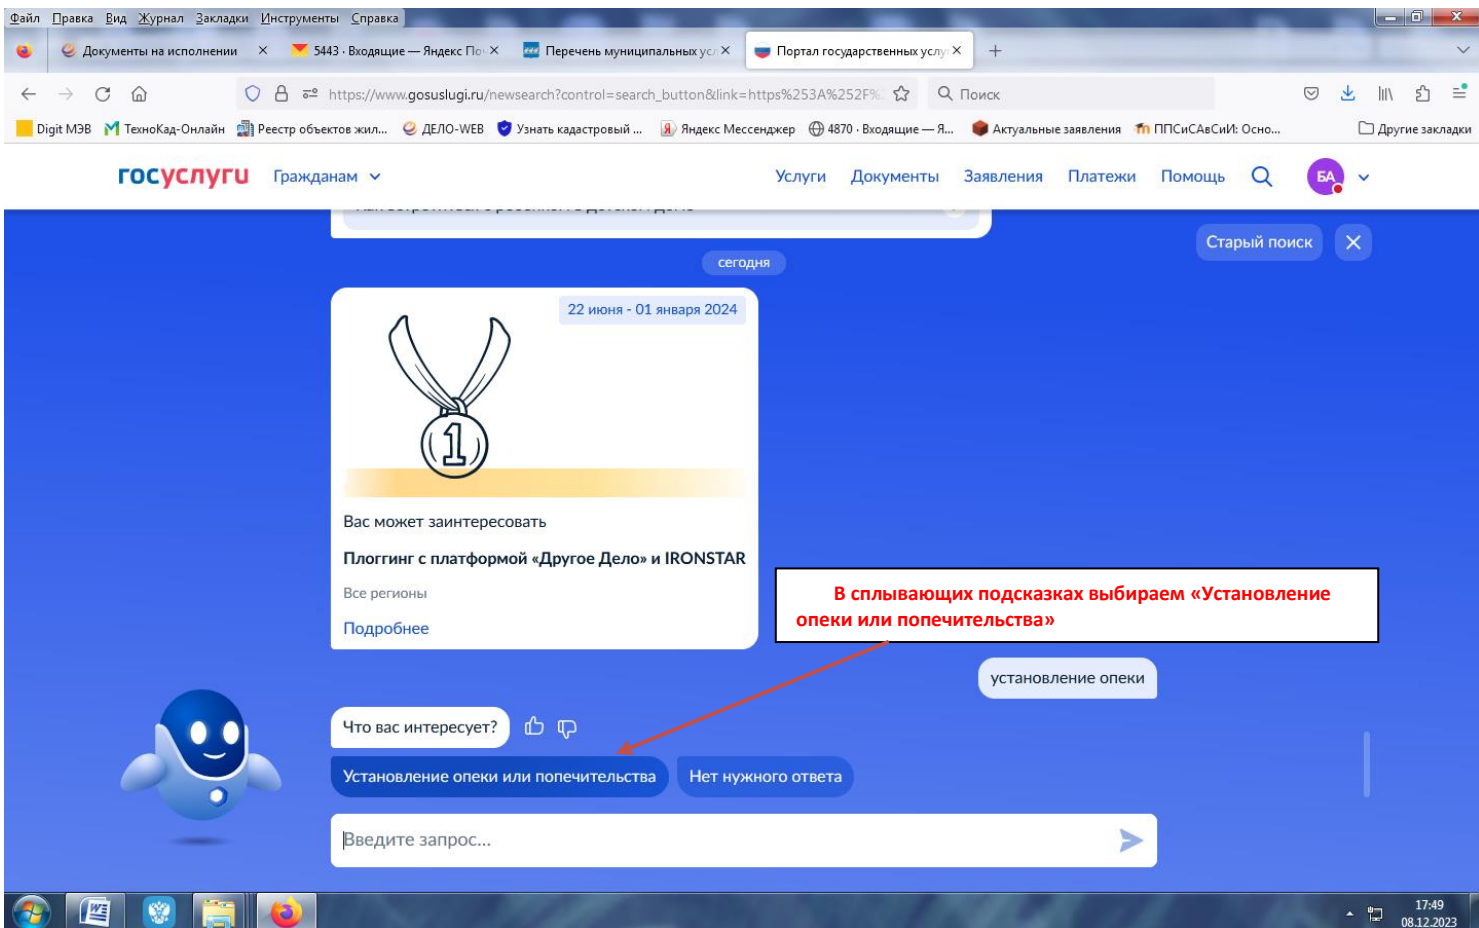 Файл Правка Вид Журнал Закладки Инструменты Справка
Документы на исполнении
5443 · Входящие — Яндекс По
Перечень муниципальных усл
Портал государственных услу
https://www.gosuslugi.ru/newsearch?control=search_button&link=https%253A%252F%
Поиск
Digit МЭВ ТехноКад-Онлайн Реестр объектов жил... ДЕЛО-WEB Узнать кадастровый ... Яндекс Мессенджер 4870 · Входящие — Я... Актуальные заявления ППСиСАвСиИ: Осно... Другие закладки
госуслуги Гражданам Услуги Документы Заявления Платежи Помощь БА
Старый поиск
сегодня
22 июня - 01 января 2024
1
Вас может заинтересовать
Плоггинг с платформой «Другое Дело» и IRONSTAR
Все регионы
Подробнее
В сплывающих подсказках выбираем «Установление
опеки или попечительства»
установление опеки
Что вас интересует?
Установление опеки или попечительства Нет нужного ответа
Введите запрос...
17:49
08.12.2023